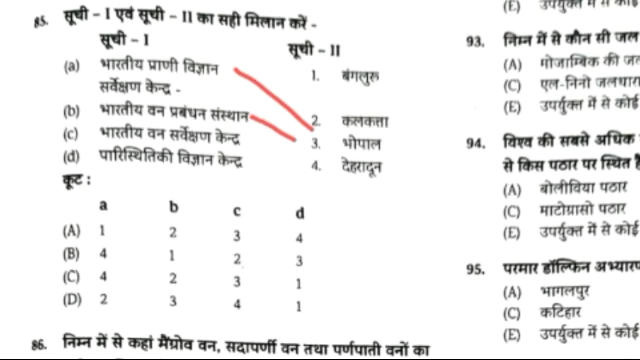 85. सूची – I एवं सूची – II का सही मिलान करें -
सूची – I सूची – II
(a) भारतीय प्राणी विज्ञान 1. बंगलुरु
सर्वेक्षण केन्द्र -
(b) भारतीय वन प्रबंधन संस्थान 2. कलकत्ता
(c) भारतीय वन सर्वेक्षण केन्द्र 3. भोपाल
(d) पारिस्थितिकी विज्ञान केन्द्र 4. देहरादून
कूट :
a b c d
(A) 1 2 3 4
(B) 4 1 2 3
(C) 4 2 3 1
(D) 2 3 4 1
86. निम्न में से कहां मैंग्रोव वन, सदापर्णी वन तथा पर्णपाती वनों का
(E) उपर्युक्त में से
93. निम्न में से कौन सी जल
(A) मोजाम्बिक की
(C) एल-निनो जलधारा
(E) उपर्युक्त में से कोई
94. विश्व की सबसे अधिक
से किस पठार पर स्थित
(A) बोलीविया पठार
(C) माटोग्रासो पठार
(E) उपर्युक्त में से कोई
95. परमार डॉल्फिन
(A) भागलपुर
(C) कटिहार
(E) उपर्युक्त में से कोई